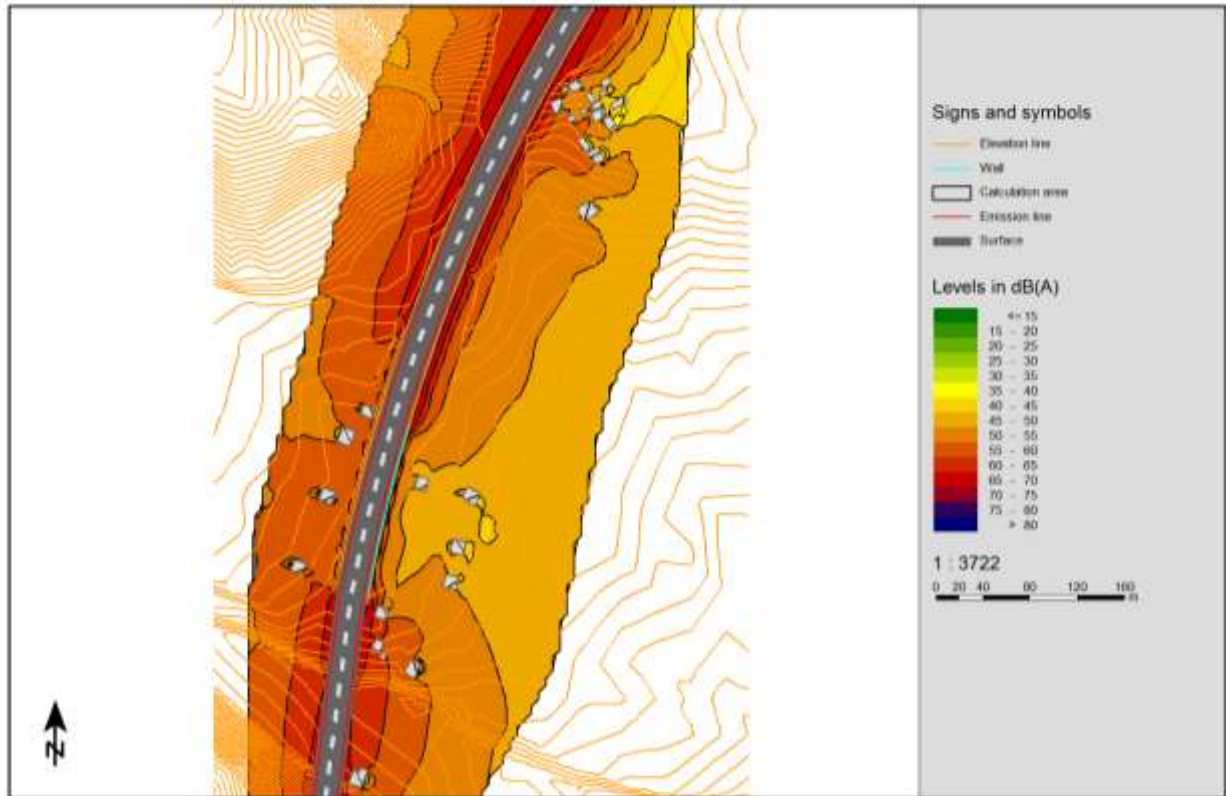 Signs and symbols
Elevation line
Wall
Calculation area
Emission line
Surface
Levels in dB(A)
<= 15
15 - 20
20 - 25
25 - 30
30 - 35
35 - 40
40 - 45
45 - 50
50 - 55
55 - 60
60 - 65
65 - 70
70 - 75
75 - 80
> 80
1 : 3722
0 20 40 80 120 160
m
N